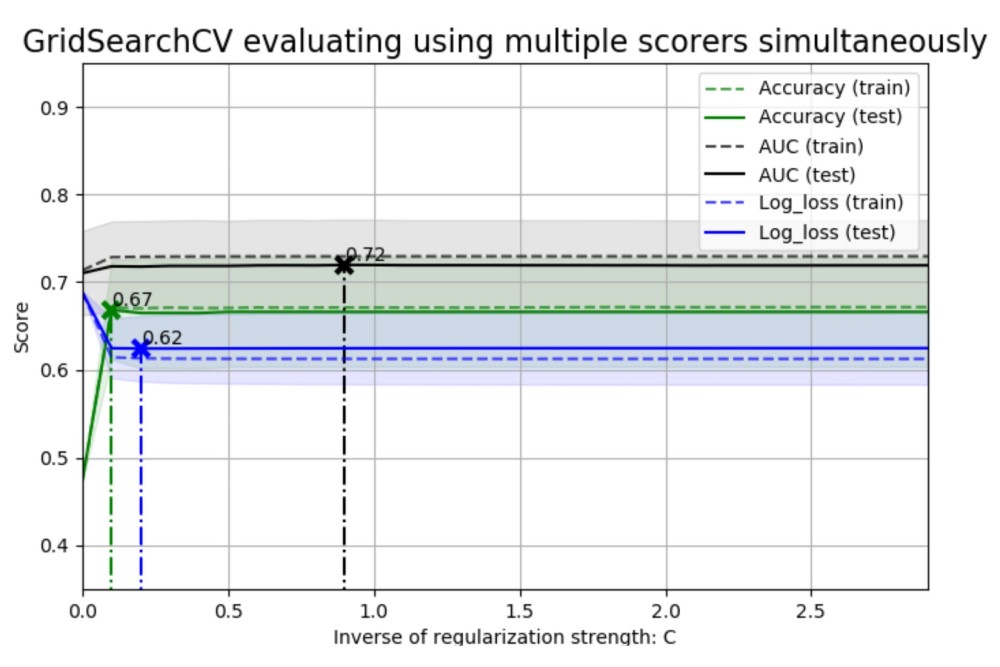 GridSearchCV evaluating using multiple scorers simultaneously
Score
0.9
0.8
0.7
0.6
0.5
0.4
Accuracy (train)
Accuracy (test)
AUC (train)
AUC (test)
Log_loss (train)
Log_loss (test)
0.72
0.67
0.62
0.0 0.5 1.0 1.5 2.0 2.5
Inverse of regularization strength: C